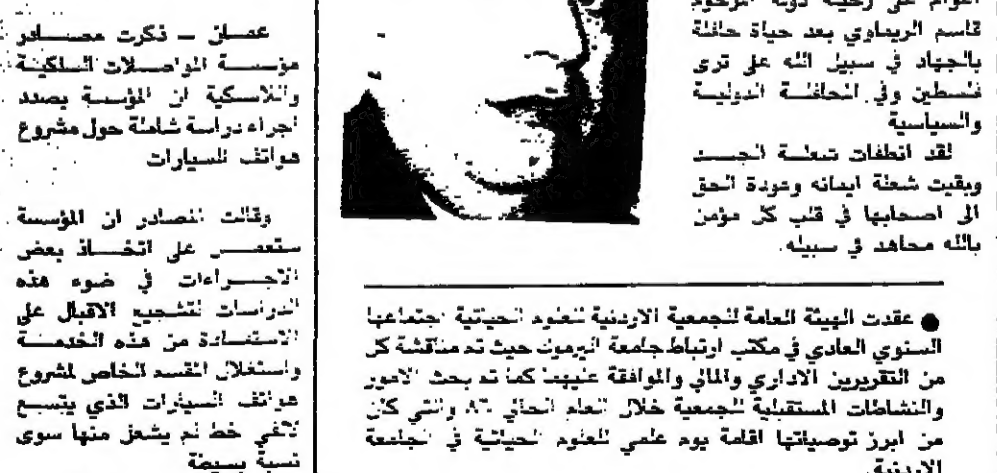 اعوام على رحيله دولة المرحوم
قاسم الريماوي بعد حياة حافلة
بالجهاد في سبيل الله على ثرى
فلسطين وفي المحافلة الدولية
والسياسية
لقد انطفات شعلة الجسد
وبقيت شعلة ايمانه وعودة الحق
الى اصحابها في قلب كل مؤمن
بالله مجاهد في سبيله.
● عقدت الهيئة العامة للجمعية الاردنية للعلوم الحياتية اجتماعها
السنوي العادي في مكتب ارتباط جامعة اليرموك حيث تم مناقشة كل
من التقريرين الاداري والمالي والموافقة عليهما كما تم بحث الامور
والنشاطات المستقبلية للجمعية خلال العام الحالي ٨٦ والتي كان
من ابرز توصياتها اقامة يوم علمي للعلوم الحياتية في الجامعة
الاردنية.
عمان ــ ذكرت مصادر
مؤسسة المواصلات السلكية
واللاسكية ان المؤسسة بصدد
اجراء دراسة شاملة حول مشروع
هواتف السيارات
وقالت المصادر ان المؤسسة
ستعمل على اتخاذ بعض
الاجراءات في ضوء هذه
الدراسات لتشجيع الاقبال على
الاستفادة من هذه الخدمة
واستغلال القسم الخاص لمشروع
هواتف السيارات الذي يتسع
لالفي خط لم يشغل منها سوى
نسبة بسيطة